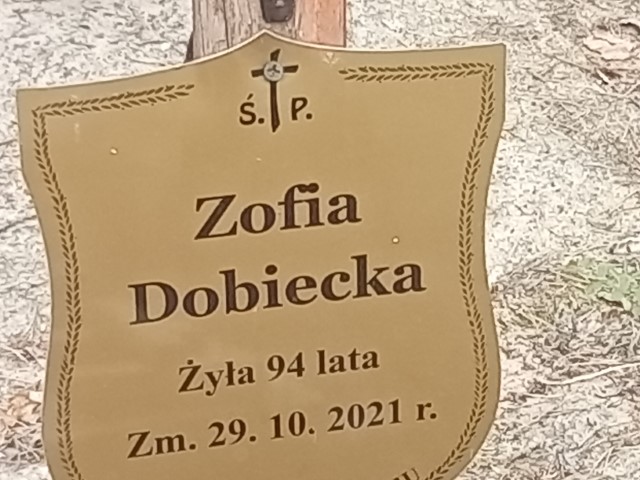 Ś. P.
Zofia
Dobiecka
Żyła 94 lata
Zm. 29. 10. 2021 r.